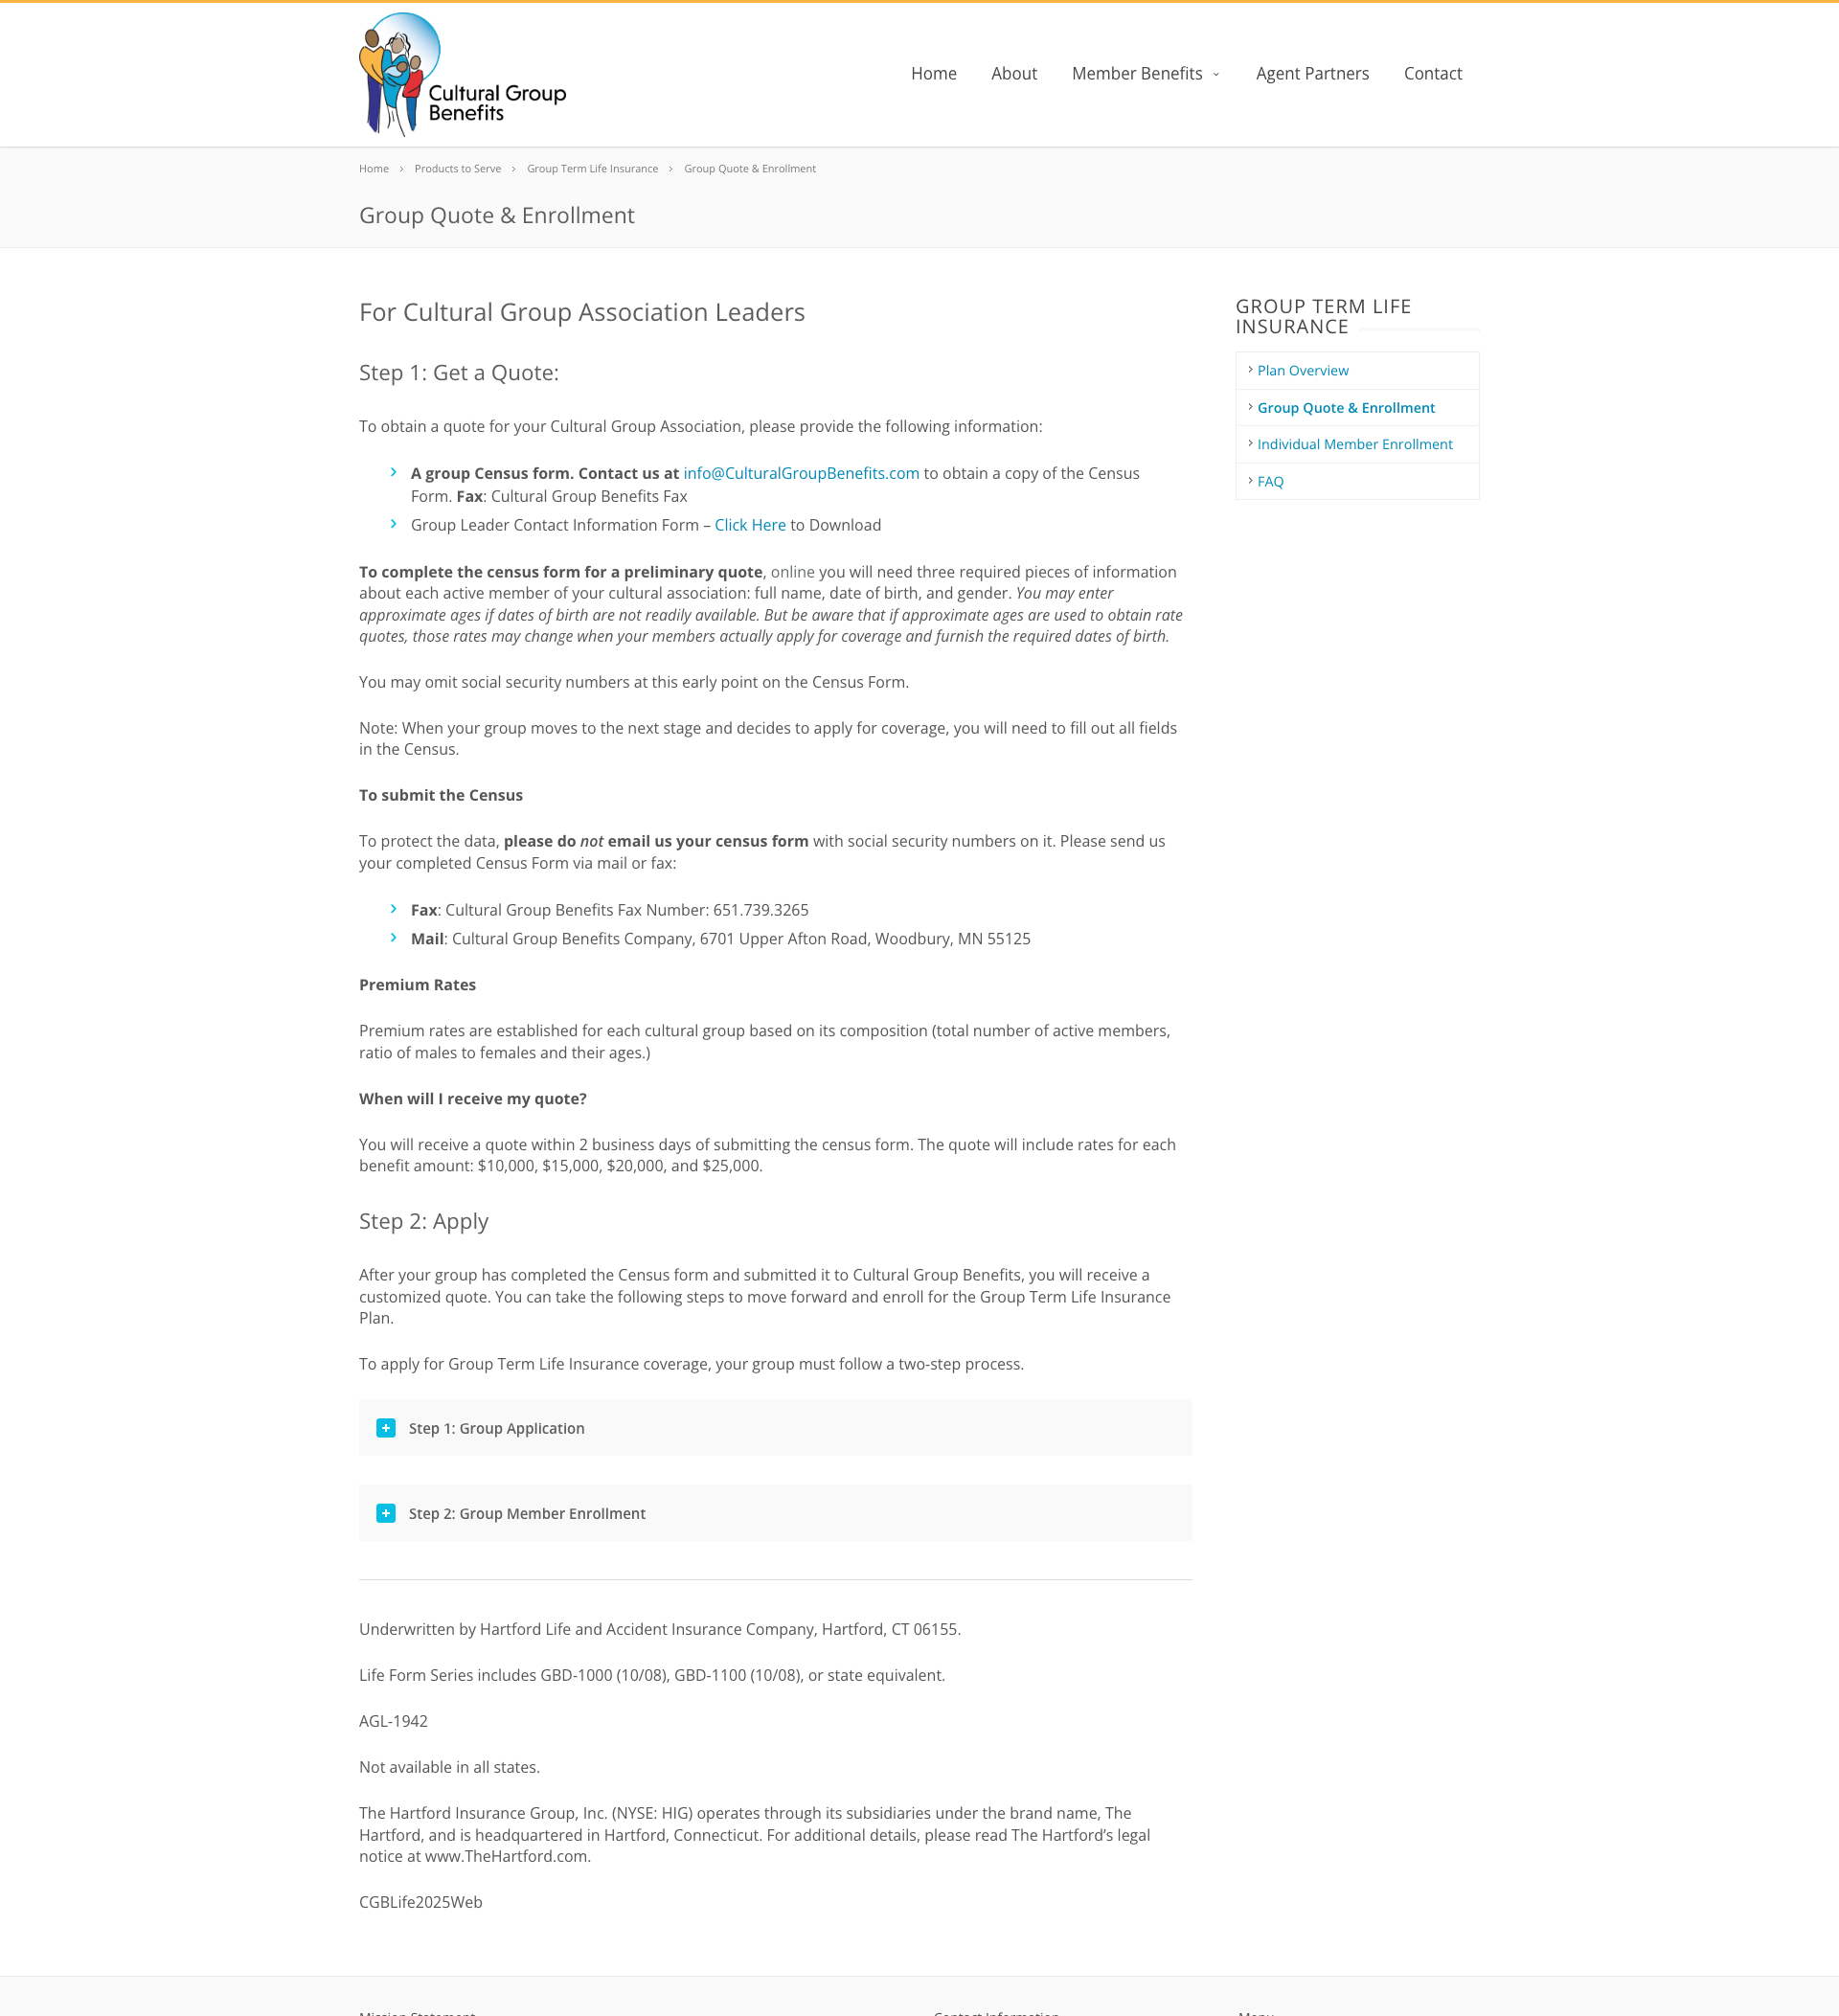 Cultural Group
Benefits
Home About Member Benefits Agent Partners Contact
Home › Products to Serve › Group Term Life Insurance › Group Quote & Enrollment
Group Quote & Enrollment
For Cultural Group Association Leaders
Step 1: Get a Quote:
To obtain a quote for your Cultural Group Association, please provide the following information:
A group Census form. Contact us at info@CulturalGroupBenefits.com to obtain a copy of the Census
Form. Fax: Cultural Group Benefits Fax
Group Leader Contact Information Form – Click Here to Download
To complete the census form for a preliminary quote, online you will need three required pieces of information
about each active member of your cultural association: full name, date of birth, and gender. You may enter
approximate ages if dates of birth are not readily available. But be aware that if approximate ages are used to obtain rate
quotes, those rates may change when your members actually apply for coverage and furnish the required dates of birth.
You may omit social security numbers at this early point on the Census Form.
Note: When your group moves to the next stage and decides to apply for coverage, you will need to fill out all fields
in the Census.
To submit the Census
To protect the data, please do not email us your census form with social security numbers on it. Please send us
your completed Census Form via mail or fax:
Fax: Cultural Group Benefits Fax Number: 651.739.3265
Mail: Cultural Group Benefits Company, 6701 Upper Afton Road, Woodbury, MN 55125
Premium Rates
Premium rates are established for each cultural group based on its composition (total number of active members,
ratio of males to females and their ages.)
When will I receive my quote?
You will receive a quote within 2 business days of submitting the census form. The quote will include rates for each
benefit amount: $10,000, $15,000, $20,000, and $25,000.
Step 2: Apply
After your group has completed the Census form and submitted it to Cultural Group Benefits, you will receive a
customized quote. You can take the following steps to move forward and enroll for the Group Term Life Insurance
Plan.
To apply for Group Term Life Insurance coverage, your group must follow a two-step process.
Step 1: Group Application
Step 2: Group Member Enrollment
Underwritten by Hartford Life and Accident Insurance Company, Hartford, CT 06155.
Life Form Series includes GBD-1000 (10/08), GBD-1100 (10/08), or state equivalent.
AGL-1942
Not available in all states.
The Hartford Insurance Group, Inc. (NYSE: HIG) operates through its subsidiaries under the brand name, The
Hartford, and is headquartered in Hartford, Connecticut. For additional details, please read The Hartford’s legal
notice at www.TheHartford.com.
CGBLife2025Web
GROUP TERM LIFE
INSURANCE
Plan Overview
Group Quote & Enrollment
Individual Member Enrollment
FAQ
Mission Statement Contact Information Menu